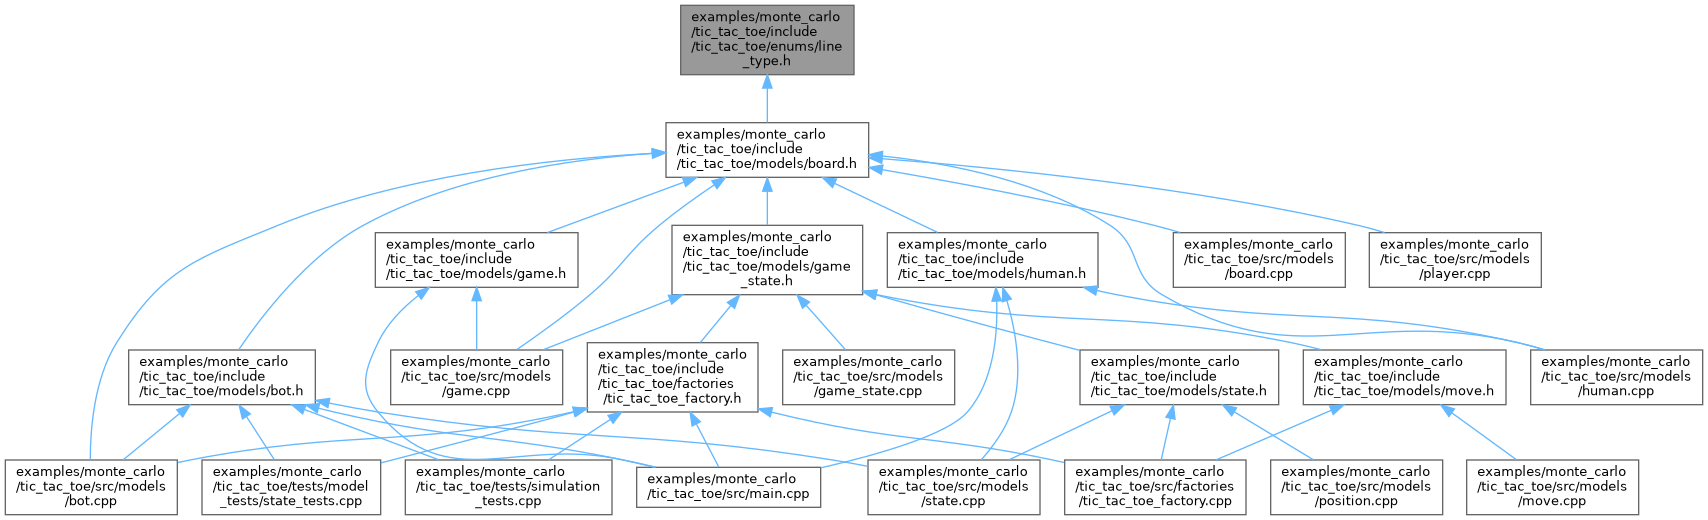 examples/monte_carlo
/tic_tac_toe/include
/tic_tac_toe/enums/line
_type.h
examples/monte_carlo
/tic_tac_toe/include
/tic_tac_toe/models/board.h
examples/monte_carlo
/tic_tac_toe/include
/tic_tac_toe/models/game.h
examples/monte_carlo
/tic_tac_toe/include
/tic_tac_toe/models/game
_state.h
examples/monte_carlo
/tic_tac_toe/include
/tic_tac_toe/models/human.h
examples/monte_carlo
/tic_tac_toe/src/models
/board.cpp
examples/monte_carlo
/tic_tac_toe/src/models
/player.cpp
examples/monte_carlo
/tic_tac_toe/include
/tic_tac_toe/models/bot.h
examples/monte_carlo
/tic_tac_toe/src/models
/game.cpp
examples/monte_carlo
/tic_tac_toe/include
/tic_tac_toe/factories
/tic_tac_toe_factory.h
examples/monte_carlo
/tic_tac_toe/src/models
/game_state.cpp
examples/monte_carlo
/tic_tac_toe/include
/tic_tac_toe/models/state.h
examples/monte_carlo
/tic_tac_toe/include
/tic_tac_toe/models/move.h
examples/monte_carlo
/tic_tac_toe/src/models
/human.cpp
examples/monte_carlo
/tic_tac_toe/src/models
/bot.cpp
examples/monte_carlo
/tic_tac_toe/tests/model
_tests/state_tests.cpp
examples/monte_carlo
/tic_tac_toe/tests/simulation
_tests.cpp
examples/monte_carlo
/tic_tac_toe/src/main.cpp
examples/monte_carlo
/tic_tac_toe/src/models
/state.cpp
examples/monte_carlo
/tic_tac_toe/src/factories
/tic_tac_toe_factory.cpp
examples/monte_carlo
/tic_tac_toe/src/models
/position.cpp
examples/monte_carlo
/tic_tac_toe/src/models
/move.cpp